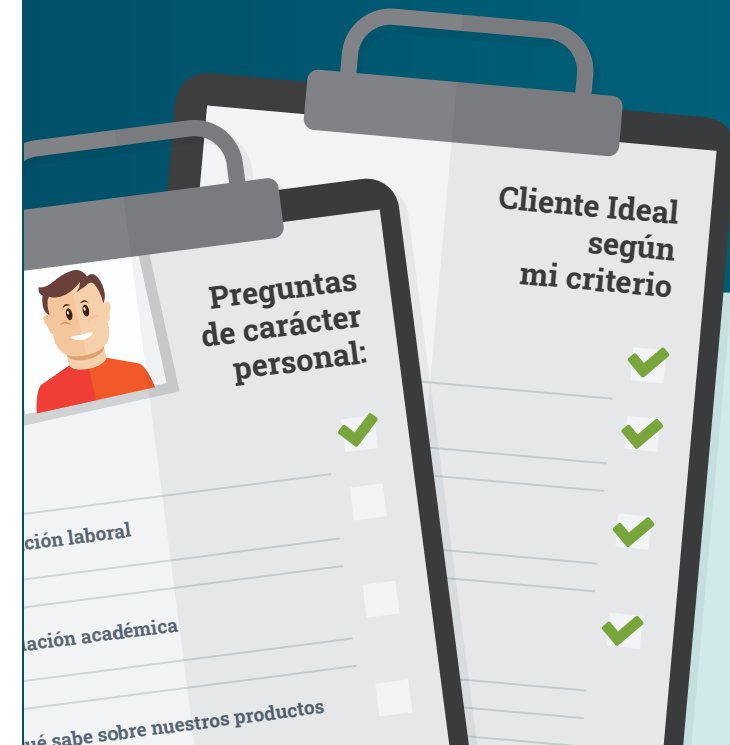 Cliente Ideal
según
mi criterio
Preguntas
de carácter
personal:
ción laboral
ación académica
ué sabe sobre nuestros productos